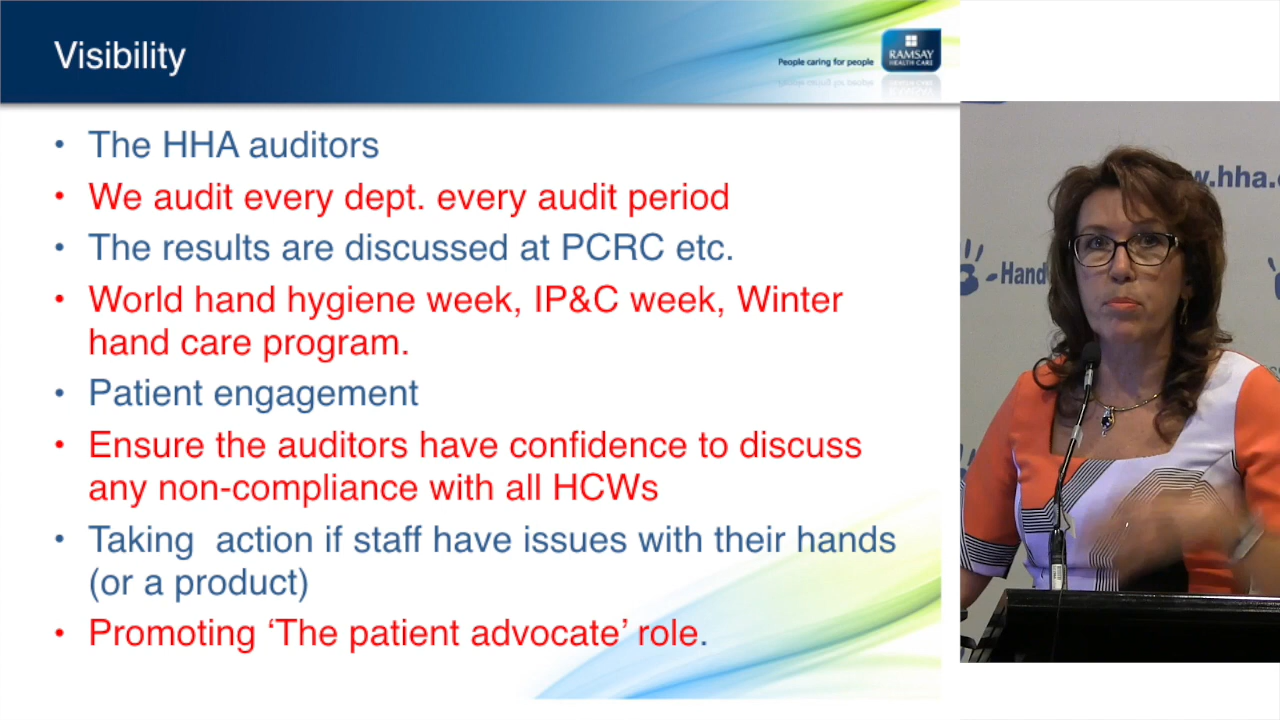 Visibility
People caring for people
RAMSAY
HEALTH CARE
• The HHA auditors
• We audit every dept. every audit period
• The results are discussed at PCRC etc.
• World hand hygiene week, IP&C week, Winter
hand care program.
• Patient engagement
• Ensure the auditors have confidence to discuss
any non-compliance with all HCWs
• Taking  action if staff have issues with their hands
(or a product)
• Promoting ‘The patient advocate’ role.
w.hha.
Hand